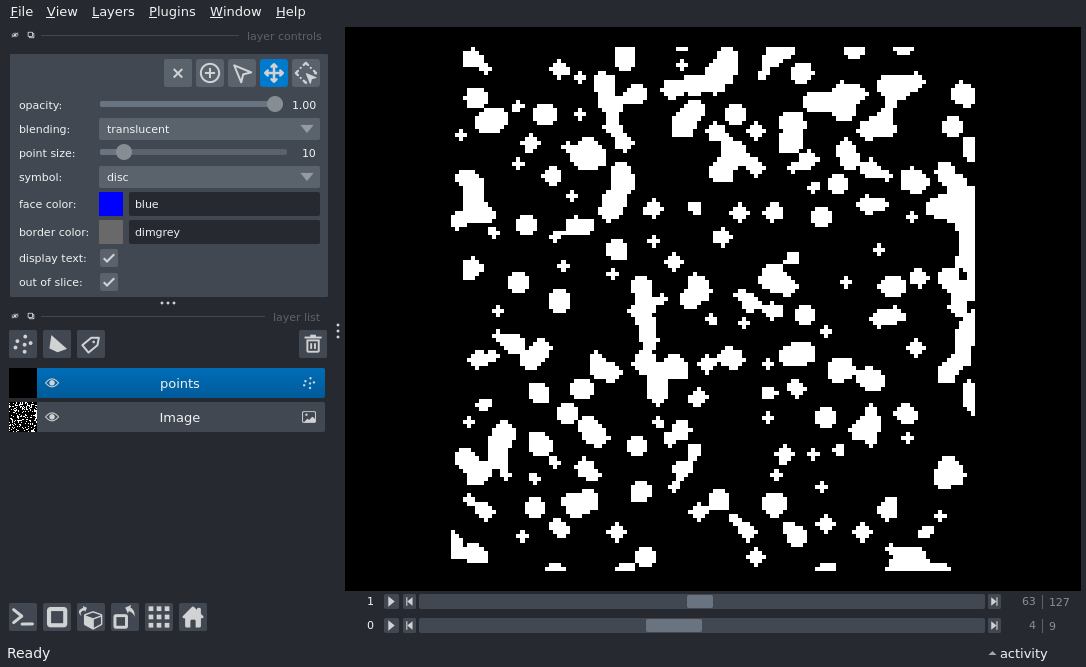 File View Layers Plugins Window Help
layer controls
opacity: 1.00
blending: translucent
point size: 10
symbol: disc
face color: blue
border color: dimgrey
display text:
out of slice:
layer list
points
Image
1 63 127
0 4 9
Ready activity